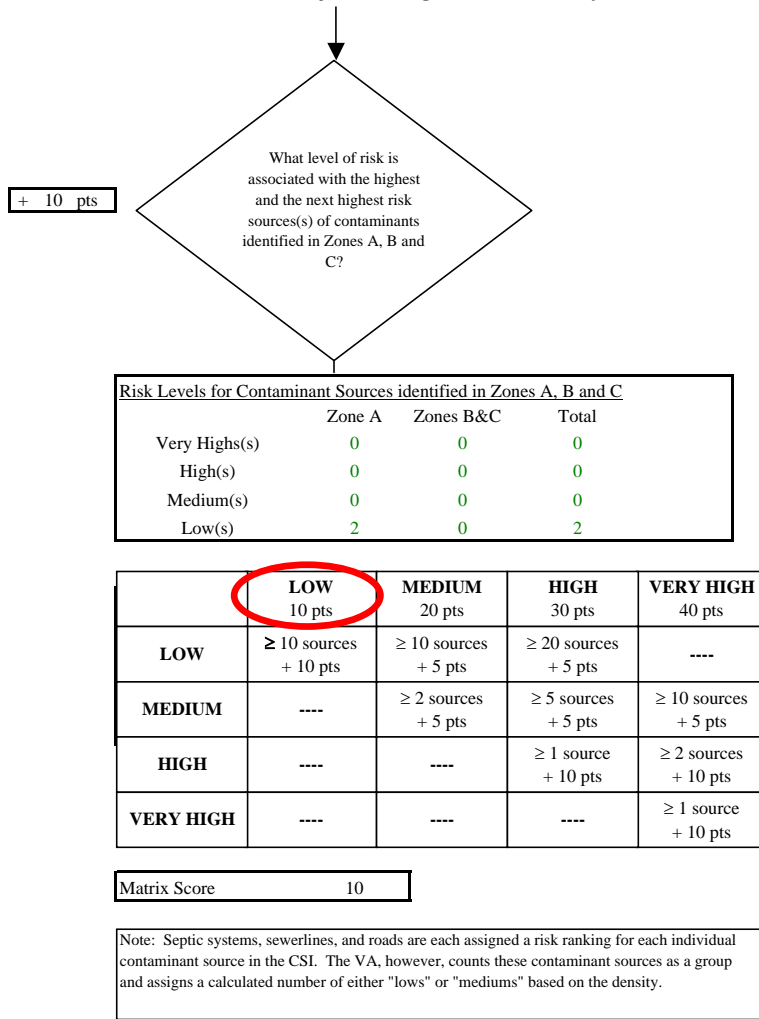 What level of risk is
associated with the highest
and the next highest risk
sources(s) of contaminants
identified in Zones A, B and
C?
+ 10 pts
Risk Levels for Contaminant Sources identified in Zones A, B and C
Zone A Zones B&C Total
Very Highs(s) 0 0 0
High(s) 0 0 0
Medium(s) 0 0 0
Low(s) 2 0 2
LOW MEDIUM HIGH VERY HIGH
10 pts 20 pts 30 pts 40 pts
LOW ≥ 10 sources ≥ 10 sources ≥ 20 sources ----
+ 10 pts + 5 pts + 5 pts
MEDIUM ---- ≥ 2 sources ≥ 5 sources ≥ 10 sources
+ 5 pts + 5 pts + 5 pts
HIGH ---- ---- ≥ 1 source ≥ 2 sources
+ 10 pts + 10 pts
VERY HIGH ---- ---- ---- ≥ 1 source
+ 10 pts
Matrix Score 10
Note: Septic systems, sewerlines, and roads are each assigned a risk ranking for each individual
contaminant source in the CSI. The VA, however, counts these contaminant sources as a group
and assigns a calculated number of either "lows" or "mediums" based on the density.